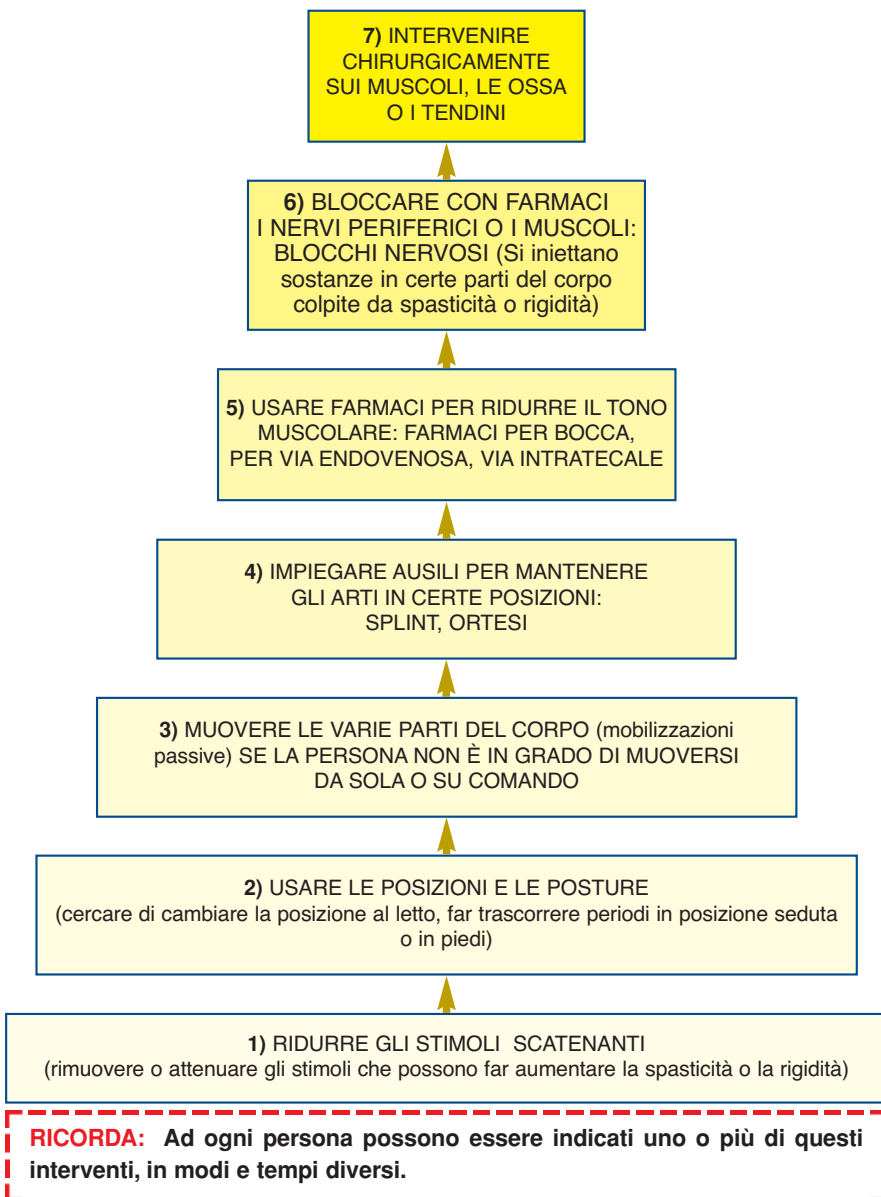 7) INTERVENIRE
CHIRURGICAMENTE
SUI MUSCOLI, LE OSSA
O I TENDINI
6) BLOCCARE CON FARMACI
I NERVI PERIFERICI O I MUSCOLI:
BLOCCHI NERVOSI (Si iniettano
sostanze in certe parti del corpo
colpite da spasticità o rigidità)
5) USARE FARMACI PER RIDURRE IL TONO
MUSCOLARE: FARMACI PER BOCCA,
PER VIA ENDOVENOSA, VIA INTRATECALE
4) IMPIEGARE AUSILI PER MANTENERE
GLI ARTI IN CERTE POSIZIONI:
SPLINT, ORTESI
3) MUOVERE LE VARIE PARTI DEL CORPO (mobilizzazioni
passive) SE LA PERSONA NON È IN GRADO DI MUOVERSI
DA SOLA O SU COMANDO
2) USARE LE POSIZIONI E LE POSTURE
(cercare di cambiare la posizione al letto, far trascorrere periodi in posizione seduta
o in piedi)
1) RIDURRE GLI STIMOLI SCATENANTI
(rimuovere o attenuare gli stimoli che possono far aumentare la spasticità o la rigidità)
RICORDA: Ad ogni persona possono essere indicati uno o più di questi
interventi, in modi e tempi diversi.